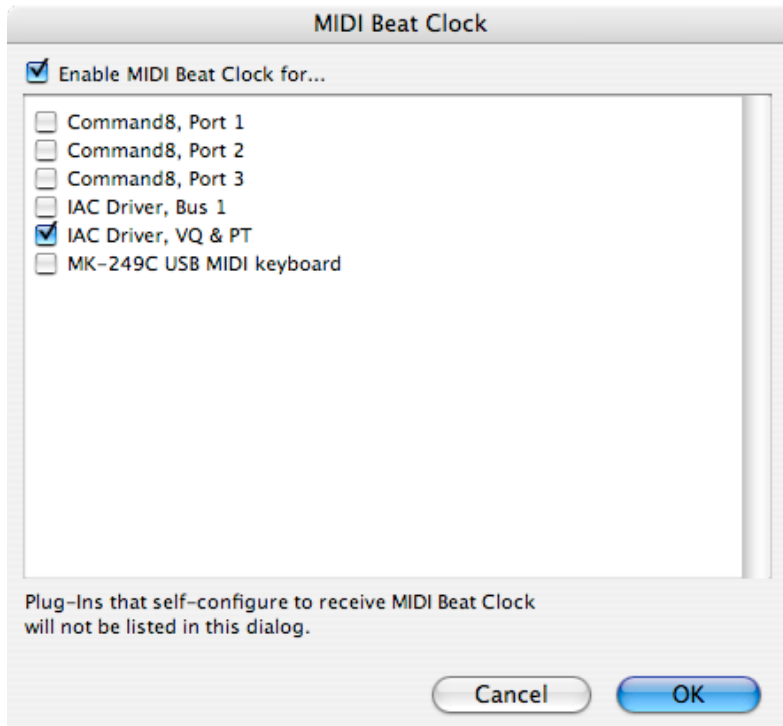 MIDI Beat Clock
Enable MIDI Beat Clock for...
Command8, Port 1
Command8, Port 2
Command8, Port 3
IAC Driver, Bus 1
IAC Driver, VQ & PT
MK-249C USB MIDI keyboard
Plug-Ins that self-configure to receive MIDI Beat Clock
will not be listed in this dialog.
Cancel OK